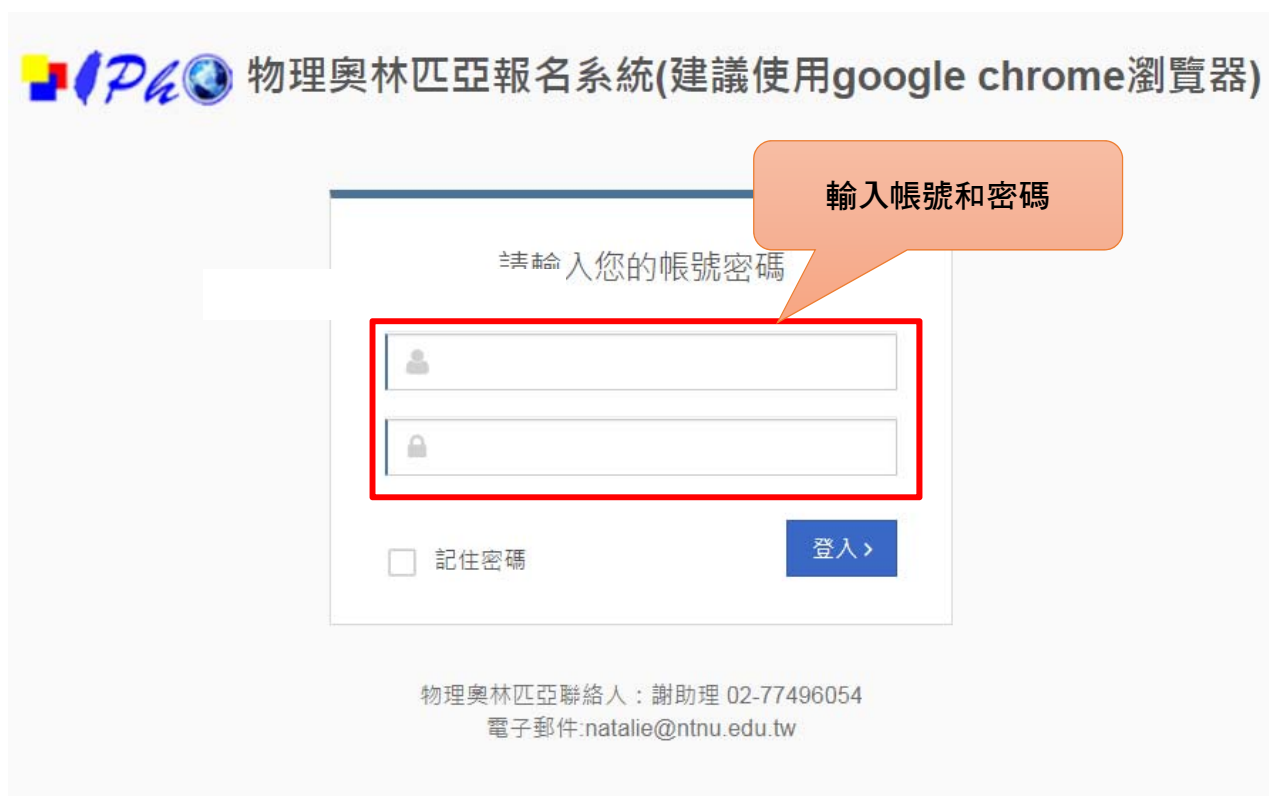 IPhO 物理奧林匹亞報名系統(建議使用google chrome瀏覽器)
輸入帳號和密碼
請輸入您的帳號密碼
記住密碼
登入 ›
物理奧林匹亞聯絡人：謝助理 02-77496054
電子郵件:natalie@ntnu.edu.tw